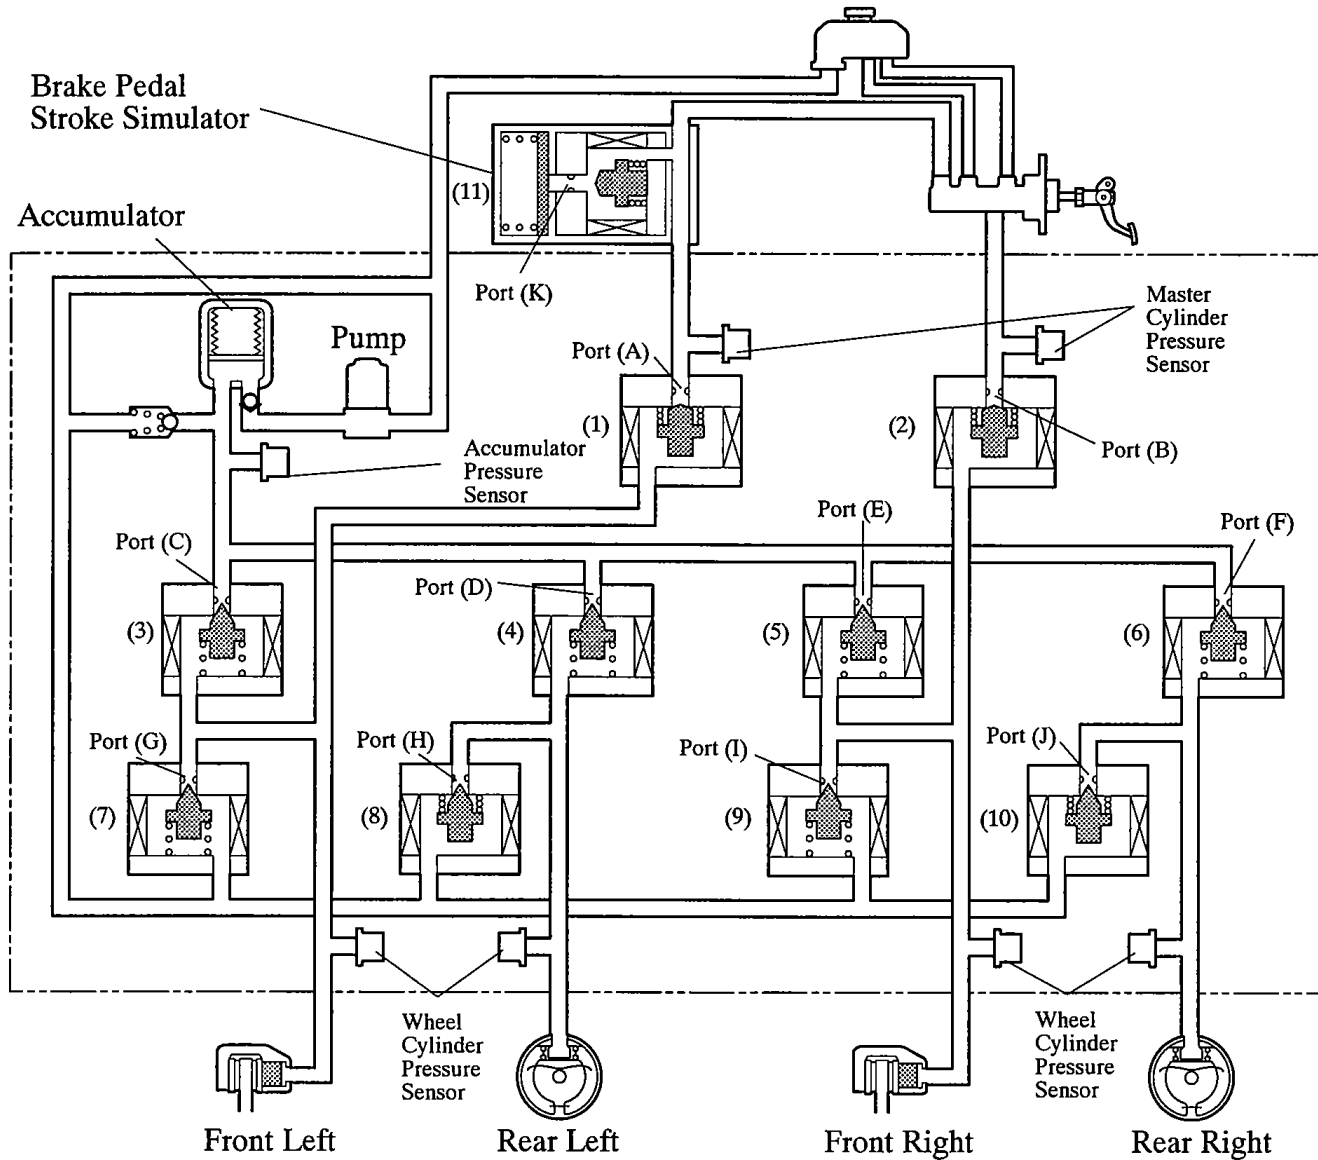 Brake Pedal
Stroke Simulator
(11)
Accumulator
Port (K)
Pump
Master
Cylinder
Pressure
Sensor
Port (A)
(1)
(2)
Port (B)
Accumulator
Pressure
Sensor
Port (E)
Port (F)
Port (C)
Port (D)
(3)
(4)
(5)
(6)
Port (G)
Port (H)
Port (I)
Port (J)
(7)
(8)
(9)
(10)
Wheel
Cylinder
Pressure
Sensor
Wheel
Cylinder
Pressure
Sensor
Front Left
Rear Left
Front Right
Rear Right